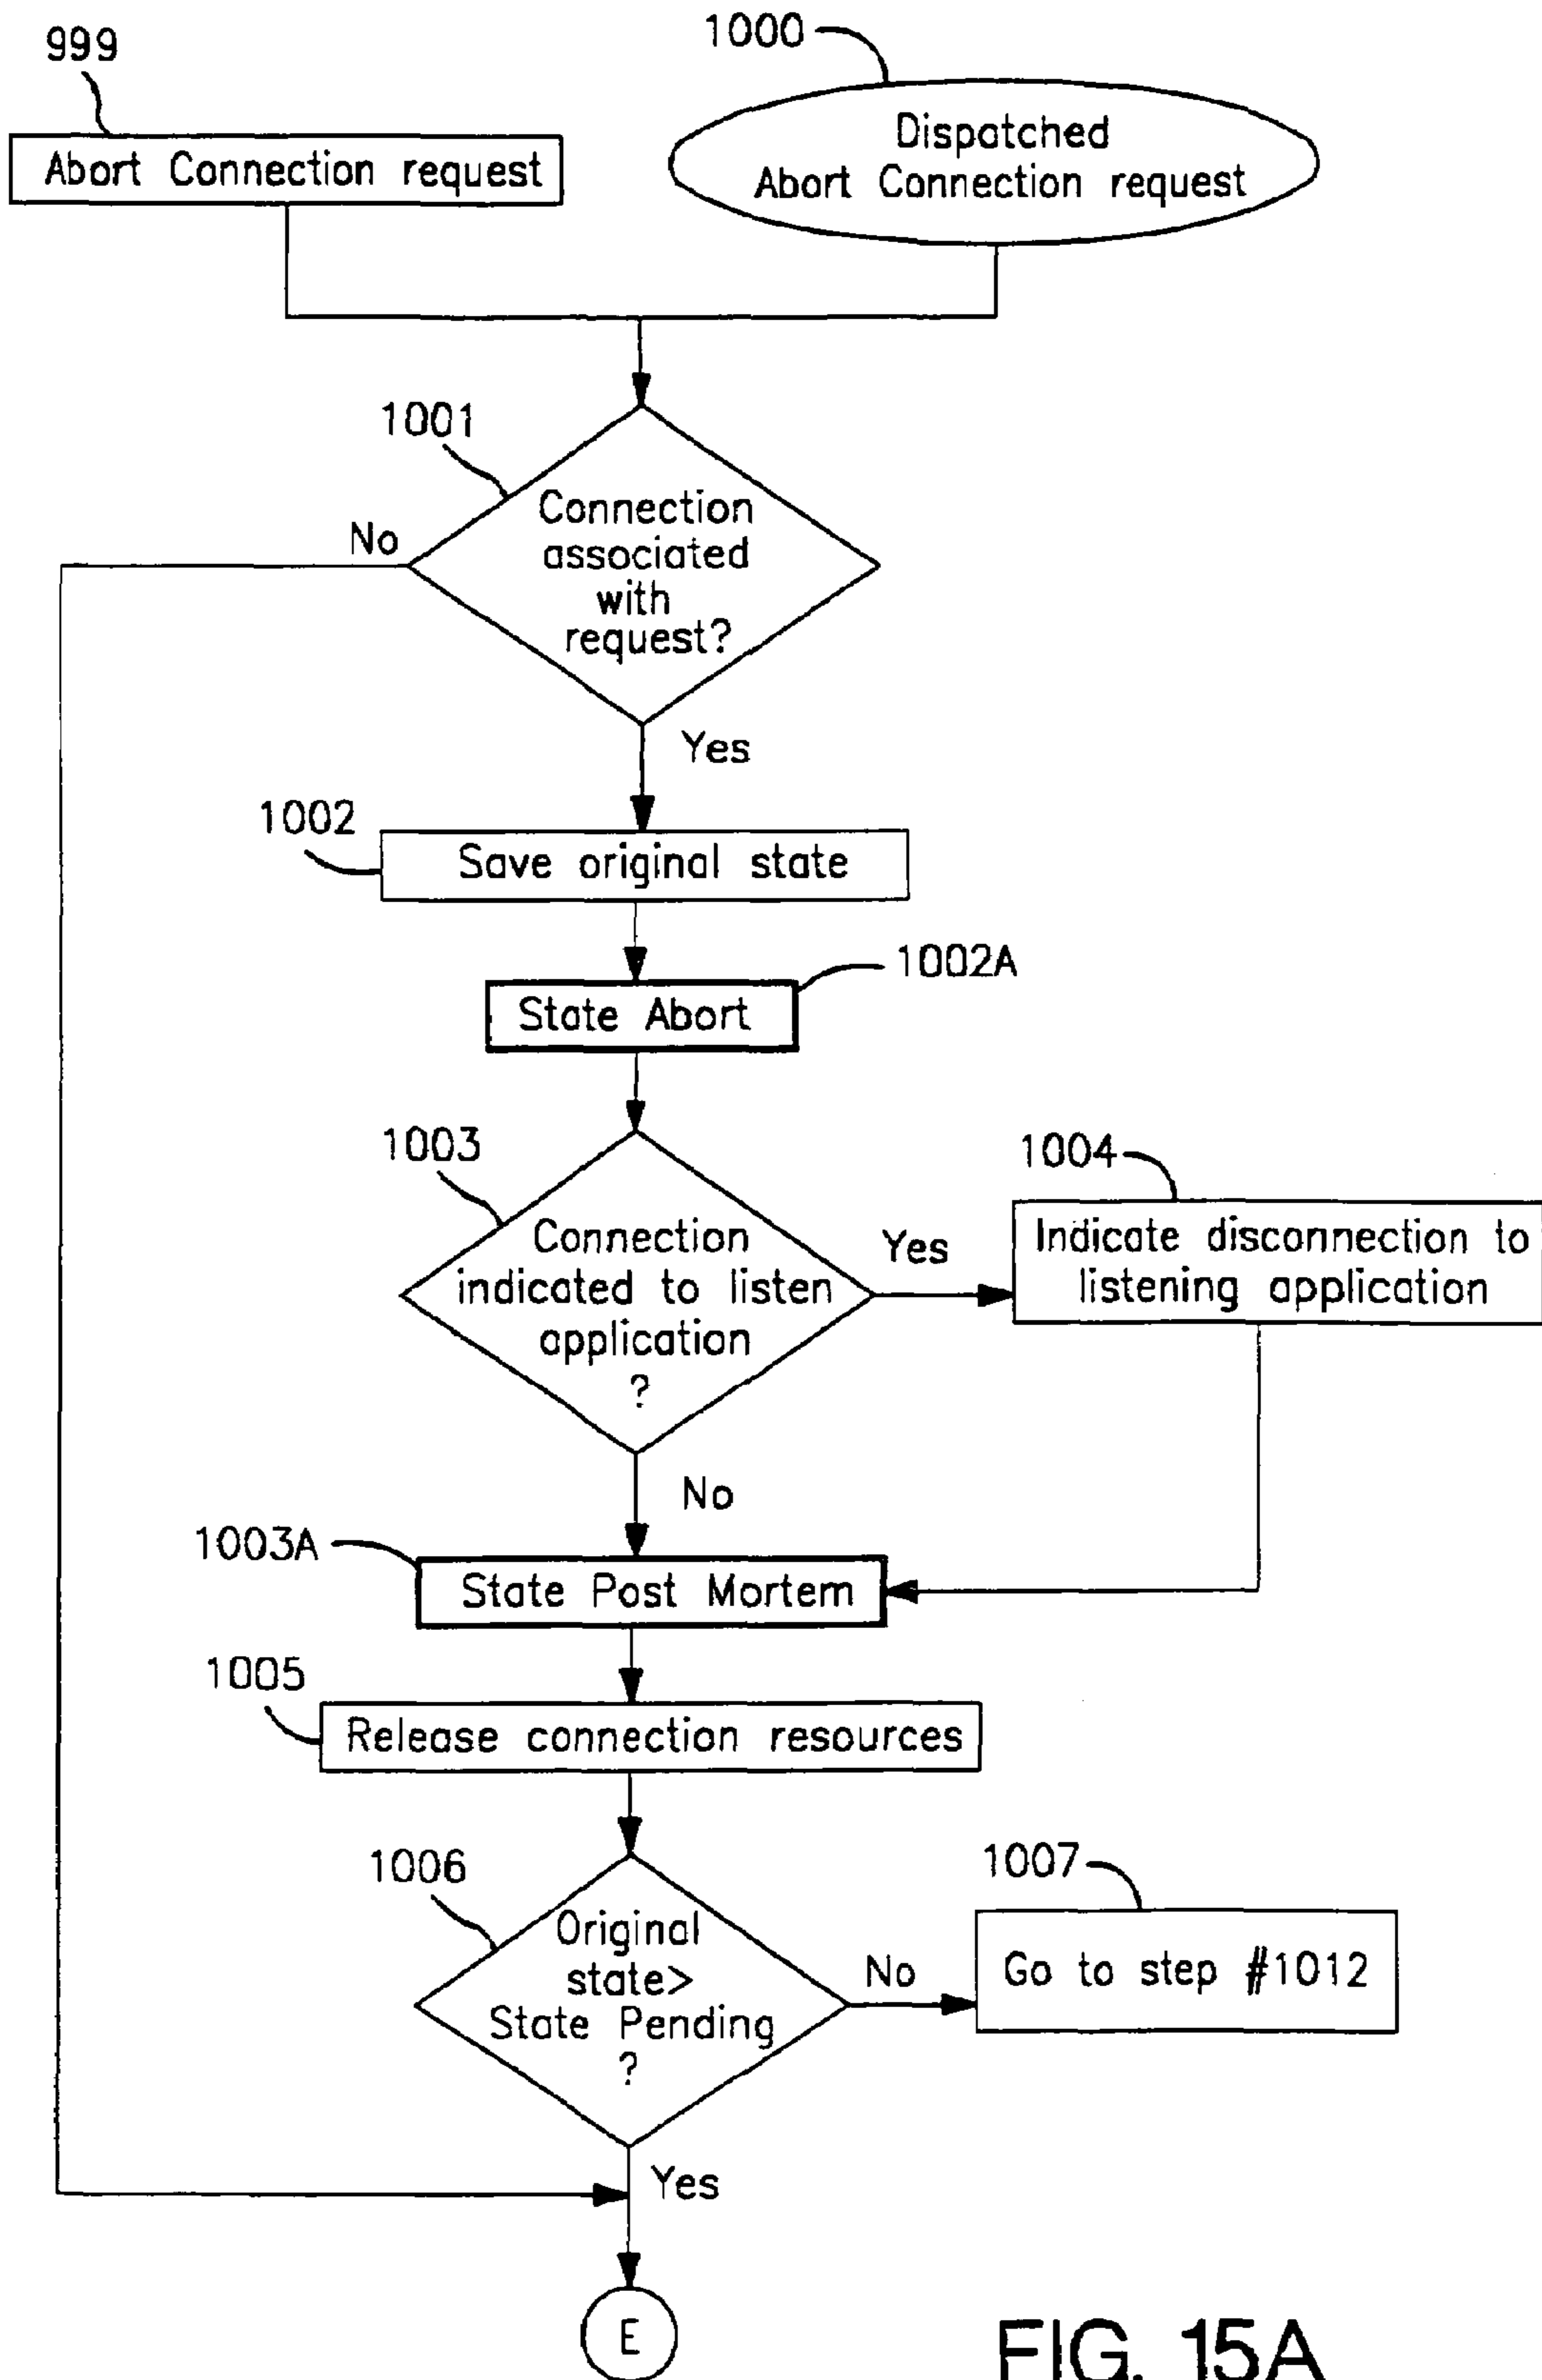 999
1000
Abort Connection request
Dispatched
Abort Connection request
1001
No
Connection
associated
with
request?
Yes
1002
Save original state
1002A
State Abort
1003
1004
Connection
indicated to listen
application
?
Yes
Indicate disconnection to
listening application
No
1003A
State Post Mortem
1005
Release connection resources
1006
1007
Original
state>
State Pending
?
No
Go to step #1012
Yes
E
FIG. 15A